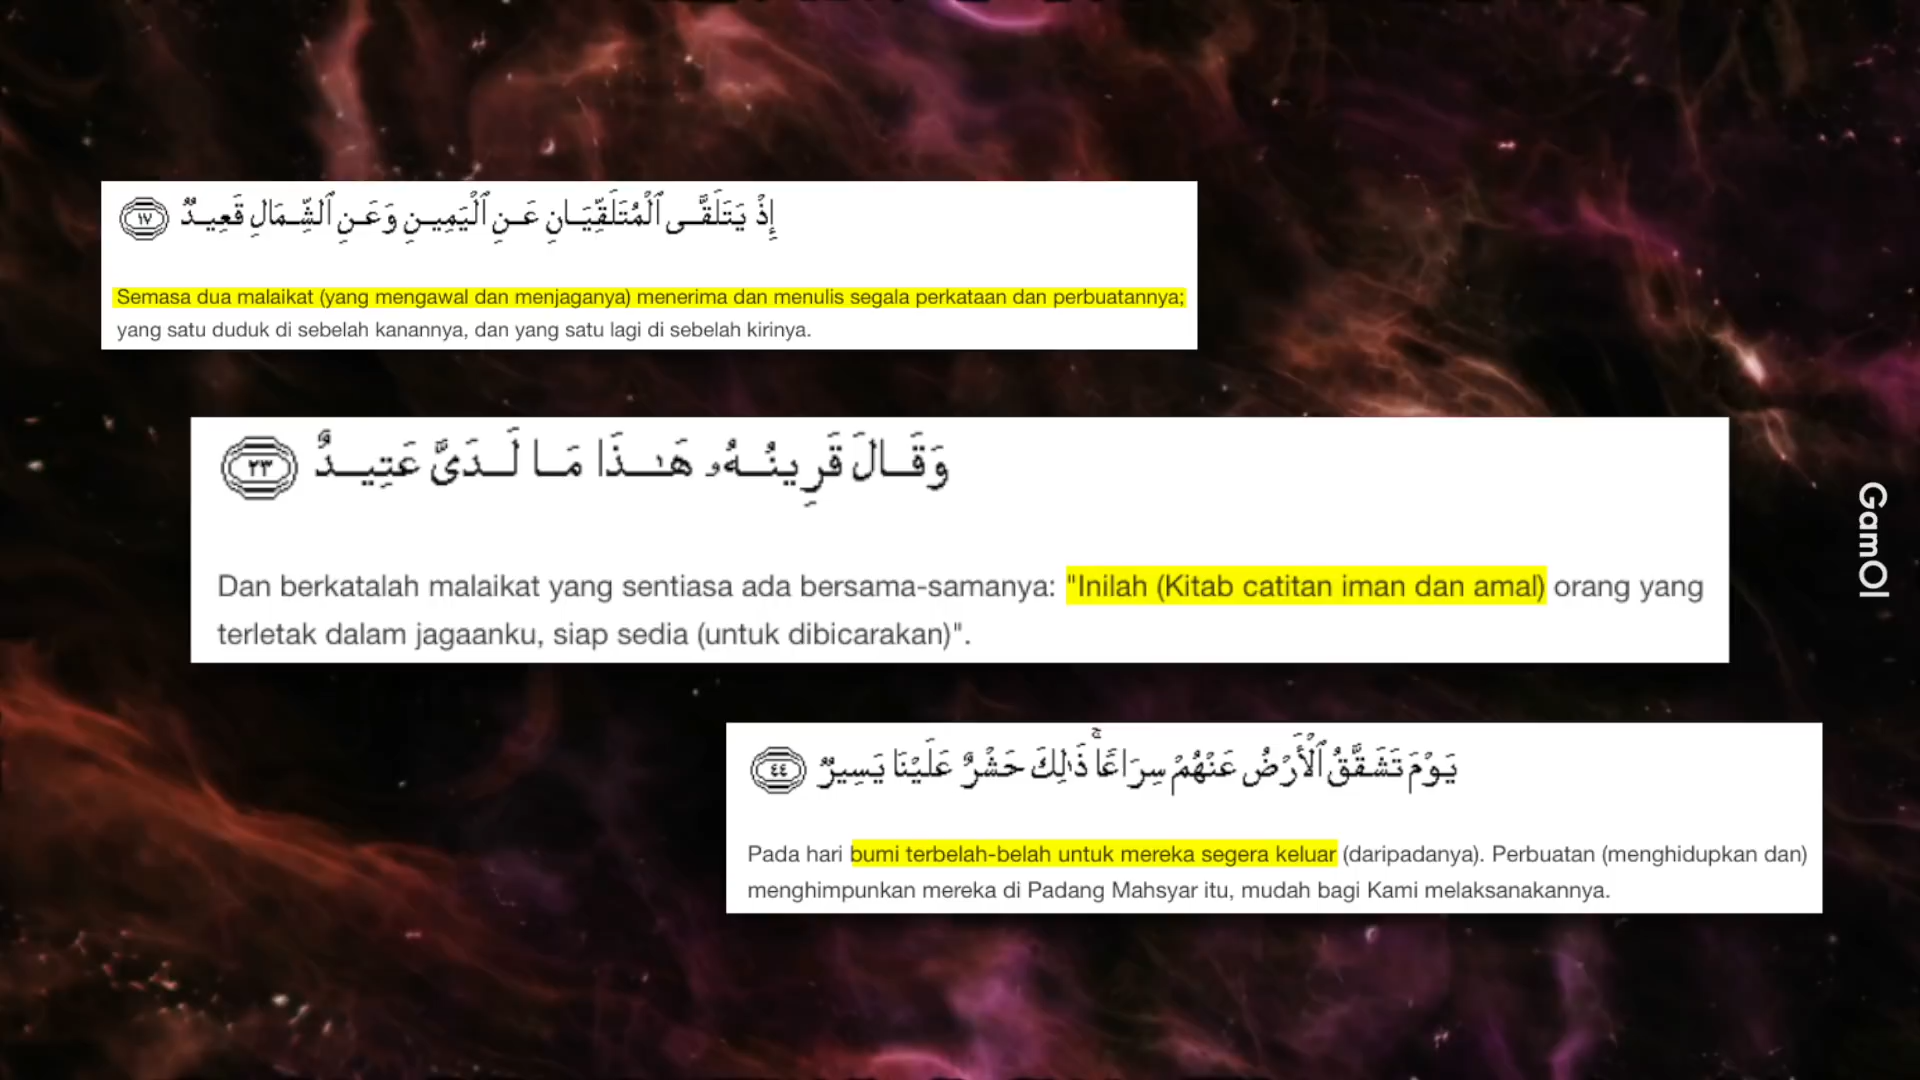 إِذْ يَتَلَقَّى ٱلْمُتَلَقِّيَانِ عَنِ ٱلْيَمِينِ وَعَنِ ٱلشِّمَالِ قَعِيدٌ ١٧
Semasa dua malaikat (yang mengawal dan menjaganya) menerima dan menulis segala perkataan dan perbuatannya;
yang satu duduk di sebelah kanannya, dan yang satu lagi di sebelah kirinya.
وَقَالَ قَرِينُهُۥ هَـٰذَا مَا لَدَىَّ عَتِيدٌ ٢٣
Dan berkatalah malaikat yang sentiasa ada bersama-samanya: "Inilah (Kitab catitan iman dan amal) orang yang
terletak dalam jagaanku, siap sedia (untuk dibicarakan)".
GamOl
يَوْمَ تَشَقَّقُ ٱلْأَرْضُ عَنْهُمْ سِرَاعًا ۚ ذَٰلِكَ حَشْرٌ عَلَيْنَا يَسِيرٌ ٤٤
Pada hari bumi terbelah-belah untuk mereka segera keluar (daripadanya). Perbuatan (menghidupkan dan)
menghimpunkan mereka di Padang Mahsyar itu, mudah bagi Kami melaksanakannya.